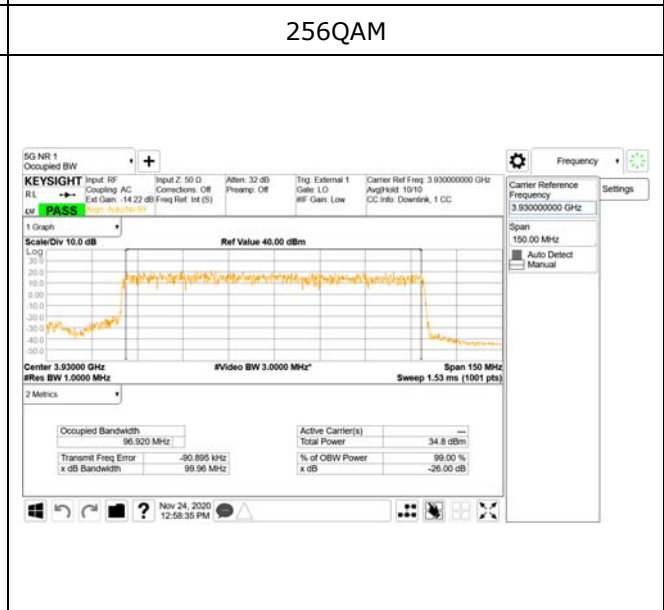 256QAM
5G NR 1
Occupied BW
Frequency
KEYSIGHT
RL
PASS
Input: RF
Coupling: AC
Ext Gain: -14.22 dB
Align: Auto/No RF
Input Z: 50 Ω
Corrections: Off
Freq Ref: Int (S)
Atten: 32 dB
Preamp: Off
Trig: External 1
Gate: LO
#IF Gain: Low
Carrier Ref Freq: 3.930000000 GHz
Avg|Hold: 10/10
CC Info: Downlink, 1 CC
Carrier Reference
Frequency
3.930000000 GHz
Settings
Span
150.00 MHz
Auto Detect
Manual
1 Graph
Scale/Div 10.0 dB
Ref Value 40.00 dBm
Log
30.0
20.0
10.0
0.00
-10.0
-20.0
-30.0
-40.0
-50.0
Center 3.93000 GHz
#Video BW 3.0000 MHz*
Span 150 MHz
#Res BW 1.0000 MHz
Sweep 1.53 ms (1001 pts)
2 Metrics
Occupied Bandwidth
96.920 MHz
Transmit Freq Error -90.895 kHz
x dB Bandwidth 99.96 MHz
Active Carrier(s) ---
Total Power 34.8 dBm
% of OBW Power 99.00 %
x dB -26.00 dB
Nov 24, 2020
12:58:35 PM